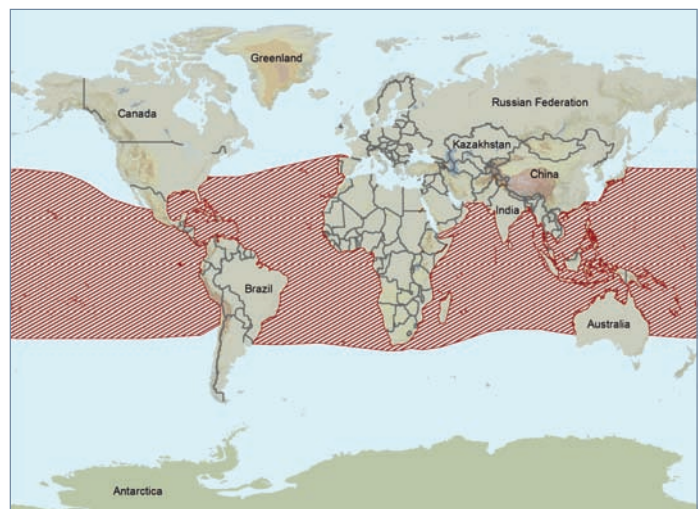 Greenland
Canada
Russian Federation
Kazakhstan
China
India
Brazil
Australia
Antarctica